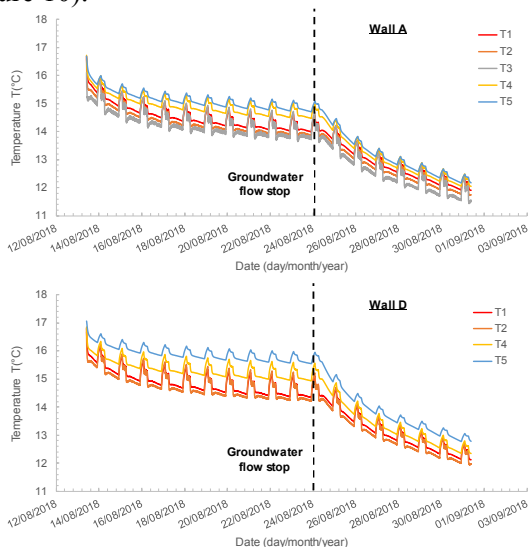 ure 10).
Wall A
18
17
16
15
14
13
12
11
Temperature T(°C)
T1
T2
T3
T4
T5
Groundwater
flow stop
12/08/2018 14/08/2018 16/08/2018 18/08/2018 20/08/2018 22/08/2018 24/08/2018 26/08/2018 28/08/2018 30/08/2018 01/09/2018 03/09/2018
Date (day/month/year)
Wall D
18
17
16
15
14
13
12
11
Temperature T(°C)
T1
T2
T4
T5
Groundwater
flow stop
12/08/2018 14/08/2018 16/08/2018 18/08/2018 20/08/2018 22/08/2018 24/08/2018 26/08/2018 28/08/2018 30/08/2018 01/09/2018 03/09/2018
Date (day/month/year)